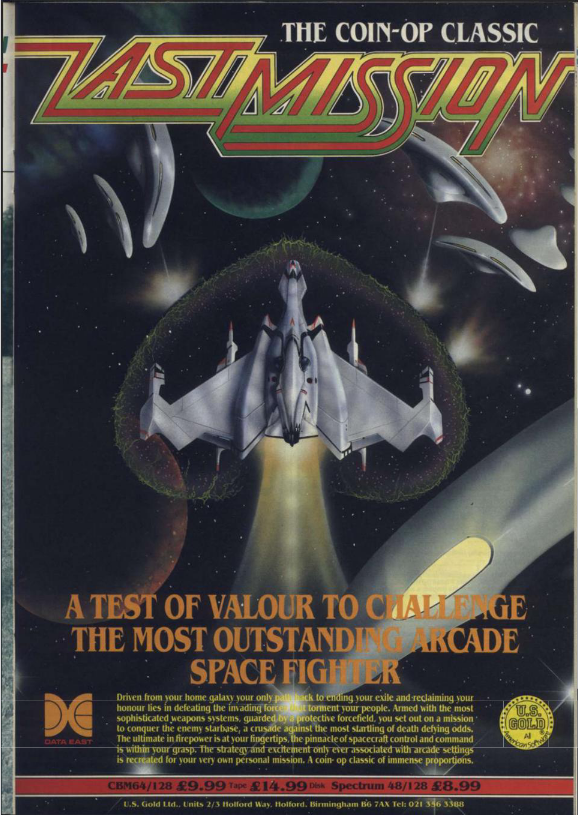 THE COIN-OP CLASSIC
LAST MISSION
A TEST OF VALOUR TO CHALLENGE
THE MOST OUTSTANDING ARCADE
SPACE FIGHTER
Driven from your home galaxy your only path back to ending your exile and reclaiming your
honour lies in defeating the invading forces that torment your people. Armed with the most
sophisticated weapons systems, guarded by a protective forcefield, you set out on a mission
to conquer the enemy starbase, a crusade against the most startling of death defying odds.
The ultimate in firepower is at your fingertips, the pinnacle of spacecraft control and command
is within your grasp. The strategy and excitement only ever associated with arcade settings
is recreated for your very own personal mission. A coin- op classic of immense proportions.
DATA EAST
U.S.
GOLD
All
American Software
CBM64/128 £9.99 Tape £14.99 Disk Spectrum 48/128 £8.99
U.S. Gold Ltd., Units 2/3 Holford Way, Holford, Birmingham B6 7AX Tel: 021 356 3388